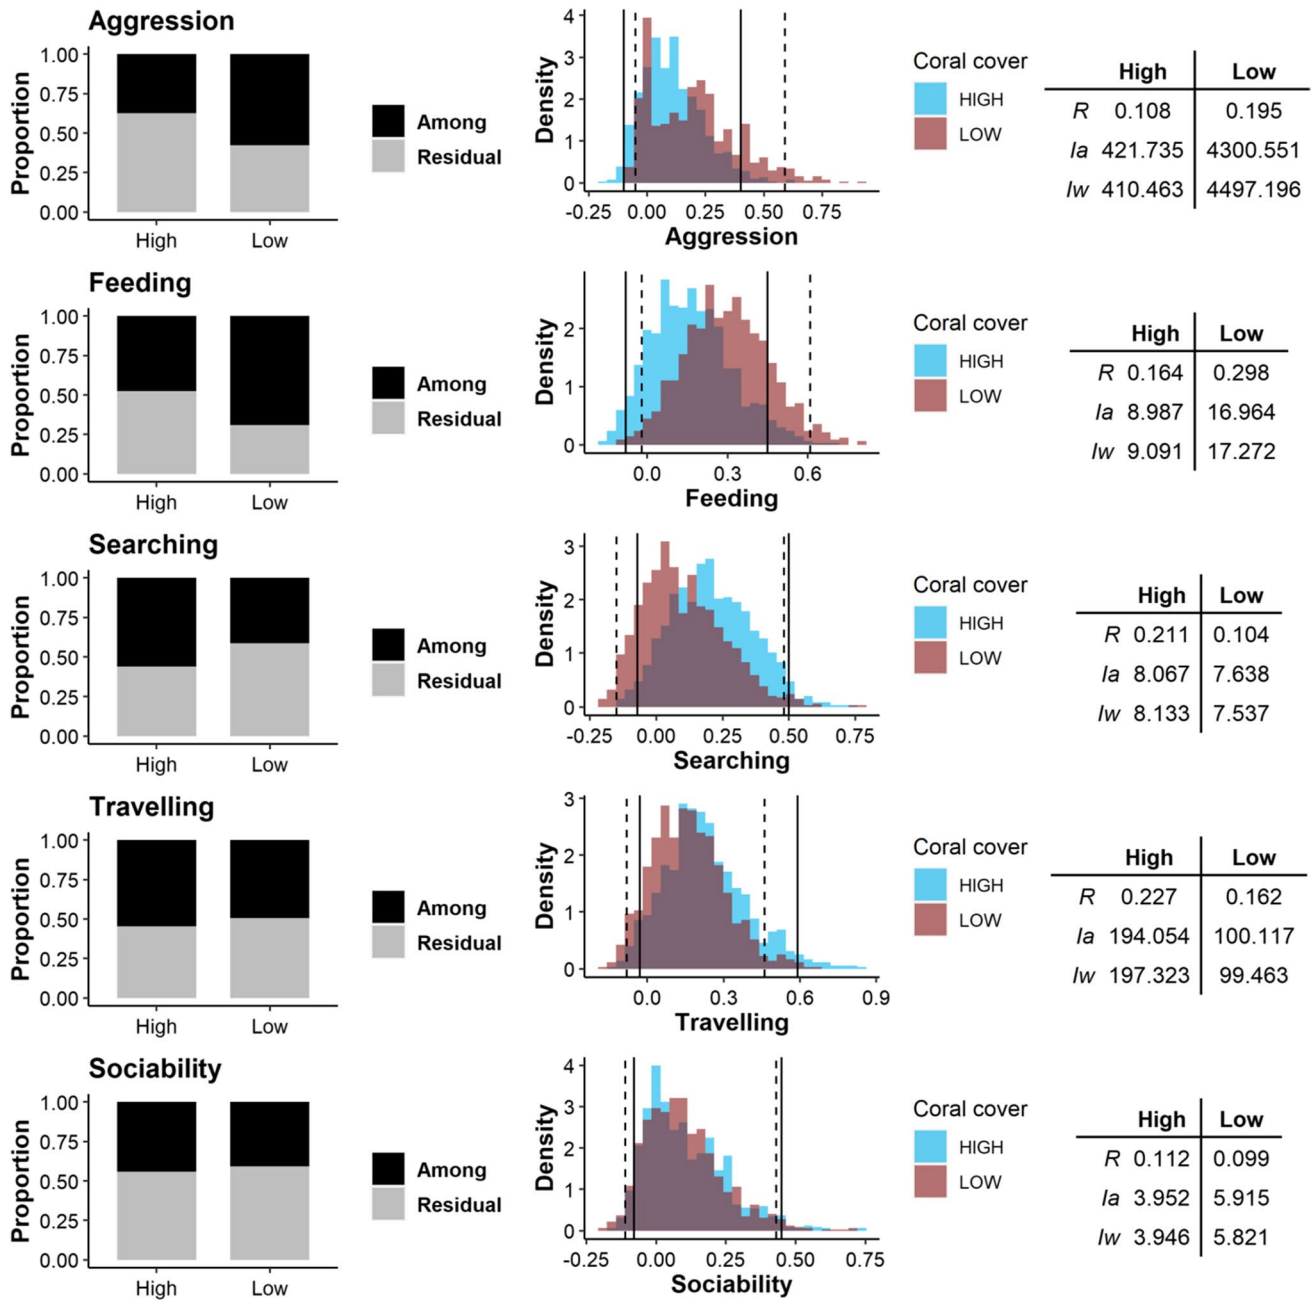 Aggression
Proportion
1.00
0.75
0.50
0.25
0.00
High Low
Among
Residual
Density
4
3
2
1
0
-0.25 0.00 0.25 0.50 0.75
Aggression
Coral cover
HIGH
LOW
High Low
R 0.108 0.195
Ia 421.735 4300.551
Iw 410.463 4497.196
Feeding
Proportion
1.00
0.75
0.50
0.25
0.00
High Low
Among
Residual
Density
2
1
0
0.0 0.3 0.6
Feeding
Coral cover
HIGH
LOW
High Low
R 0.164 0.298
Ia 8.987 16.964
Iw 9.091 17.272
Searching
Proportion
1.00
0.75
0.50
0.25
0.00
High Low
Among
Residual
Density
3
2
1
0
-0.25 0.00 0.25 0.50 0.75
Searching
Coral cover
HIGH
LOW
High Low
R 0.211 0.104
Ia 8.067 7.638
Iw 8.133 7.537
Travelling
Proportion
1.00
0.75
0.50
0.25
0.00
High Low
Among
Residual
Density
3
2
1
0
0.0 0.3 0.6 0.9
Travelling
Coral cover
HIGH
LOW
High Low
R 0.227 0.162
Ia 194.054 100.117
Iw 197.323 99.463
Sociability
Proportion
1.00
0.75
0.50
0.25
0.00
High Low
Among
Residual
Density
4
3
2
1
0
-0.25 0.00 0.25 0.50 0.75
Sociability
Coral cover
HIGH
LOW
High Low
R 0.112 0.099
Ia 3.952 5.915
Iw 3.946 5.821